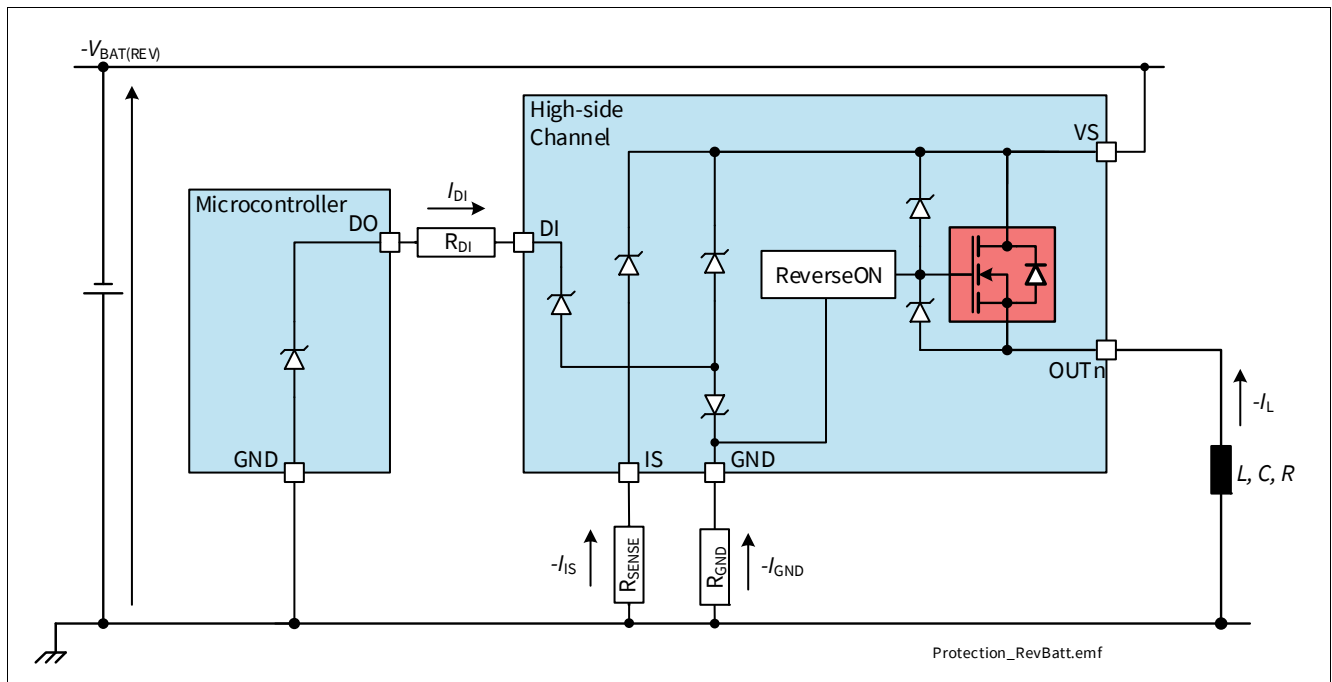 -VBAT(REV)
High-side
Channel
VS
Microcontroller
DO
IDI
RDI
DI
ReverseON
OUTn
-IL
GND
IS
GND
L, C, R
-IIS
RSENSE
RGND
-IGND
Protection_RevBatt.emf